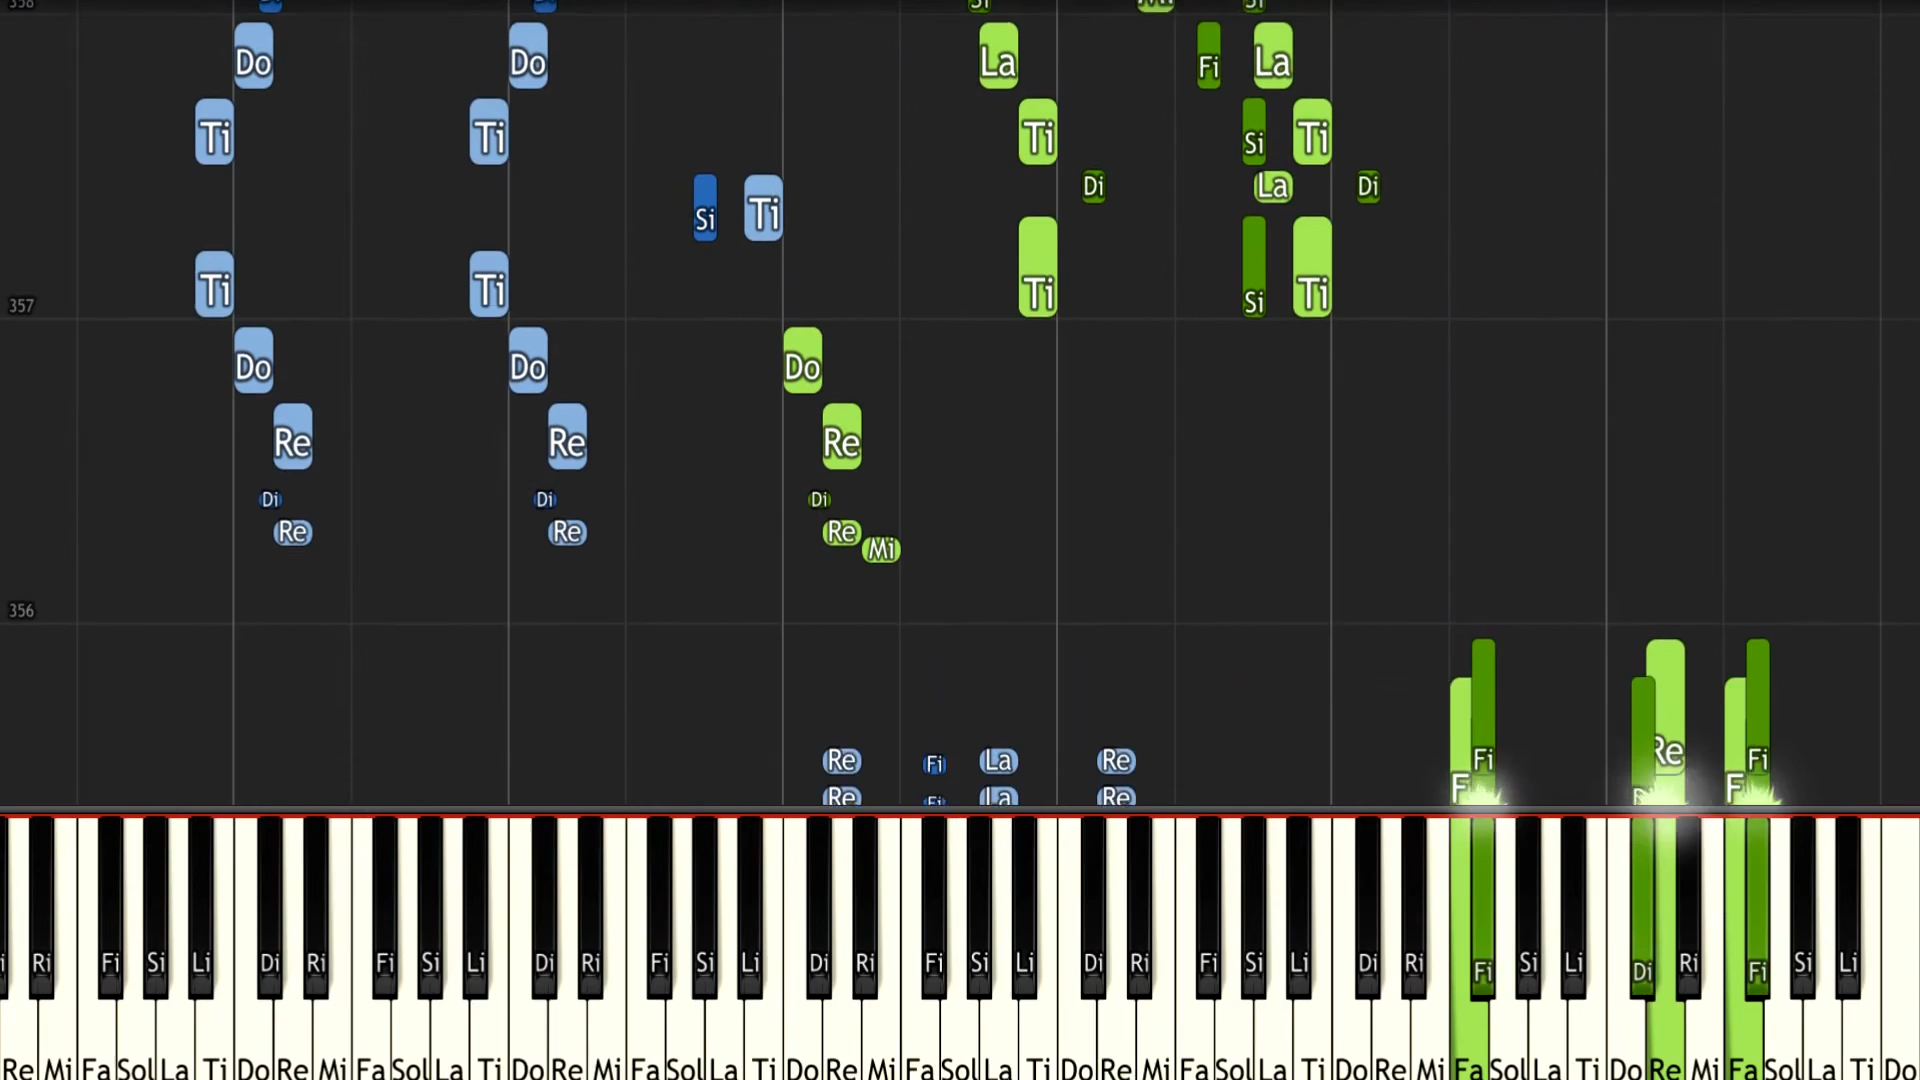 358
Do Do La Fi La
Ti Ti Ti Si Ti
Di La Di
Si Ti
Ti Ti Ti Si Ti
357
Do Do Do
Re Re Re
Di Di Di
Re Re Re Mi
356
Re Fi La Re Fi Re Fi
Re Fi La Re F F
Ri Fi Si Li Di Ri Fi Si Li Di Ri Fi Si Li Di Ri Fi Si Li Di Ri Fi Si Li Di Ri Fi Si Li Di Ri Fi Si Li
Re Mi Fa Sol La Ti Do Re Mi Fa Sol La Ti Do Re Mi Fa Sol La Ti Do Re Mi Fa Sol La Ti Do Re Mi Fa Sol La Ti Do Re Mi Fa Sol La Ti Do Re Mi Fa Sol La Ti Do